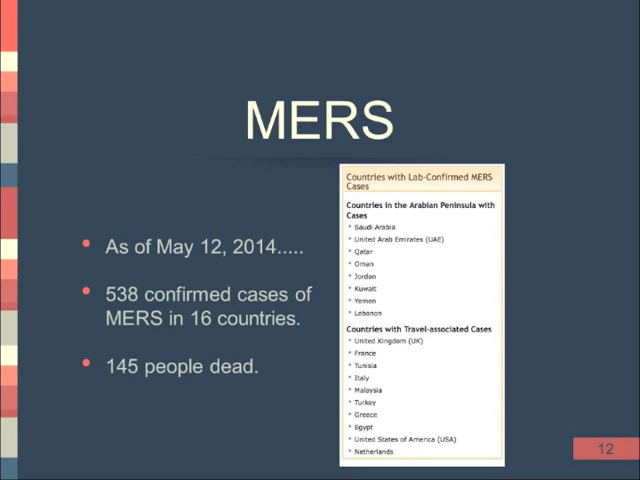 MERS
As of May 12, 2014.....
538 confirmed cases of
MERS in 16 countries.
145 people dead.
Countries with Lab-Confirmed MERS
Cases
Countries in the Arabian Peninsula with
Cases
Saudi Arabia
United Arab Emirates (UAE)
Qatar
Oman
Jordan
Kuwait
Yemen
Lebanon
Countries with Travel-associated Cases
United Kingdom (UK)
France
Tunisia
Italy
Malaysia
Turkey
Greece
Egypt
United States of America (USA)
Netherlands
12